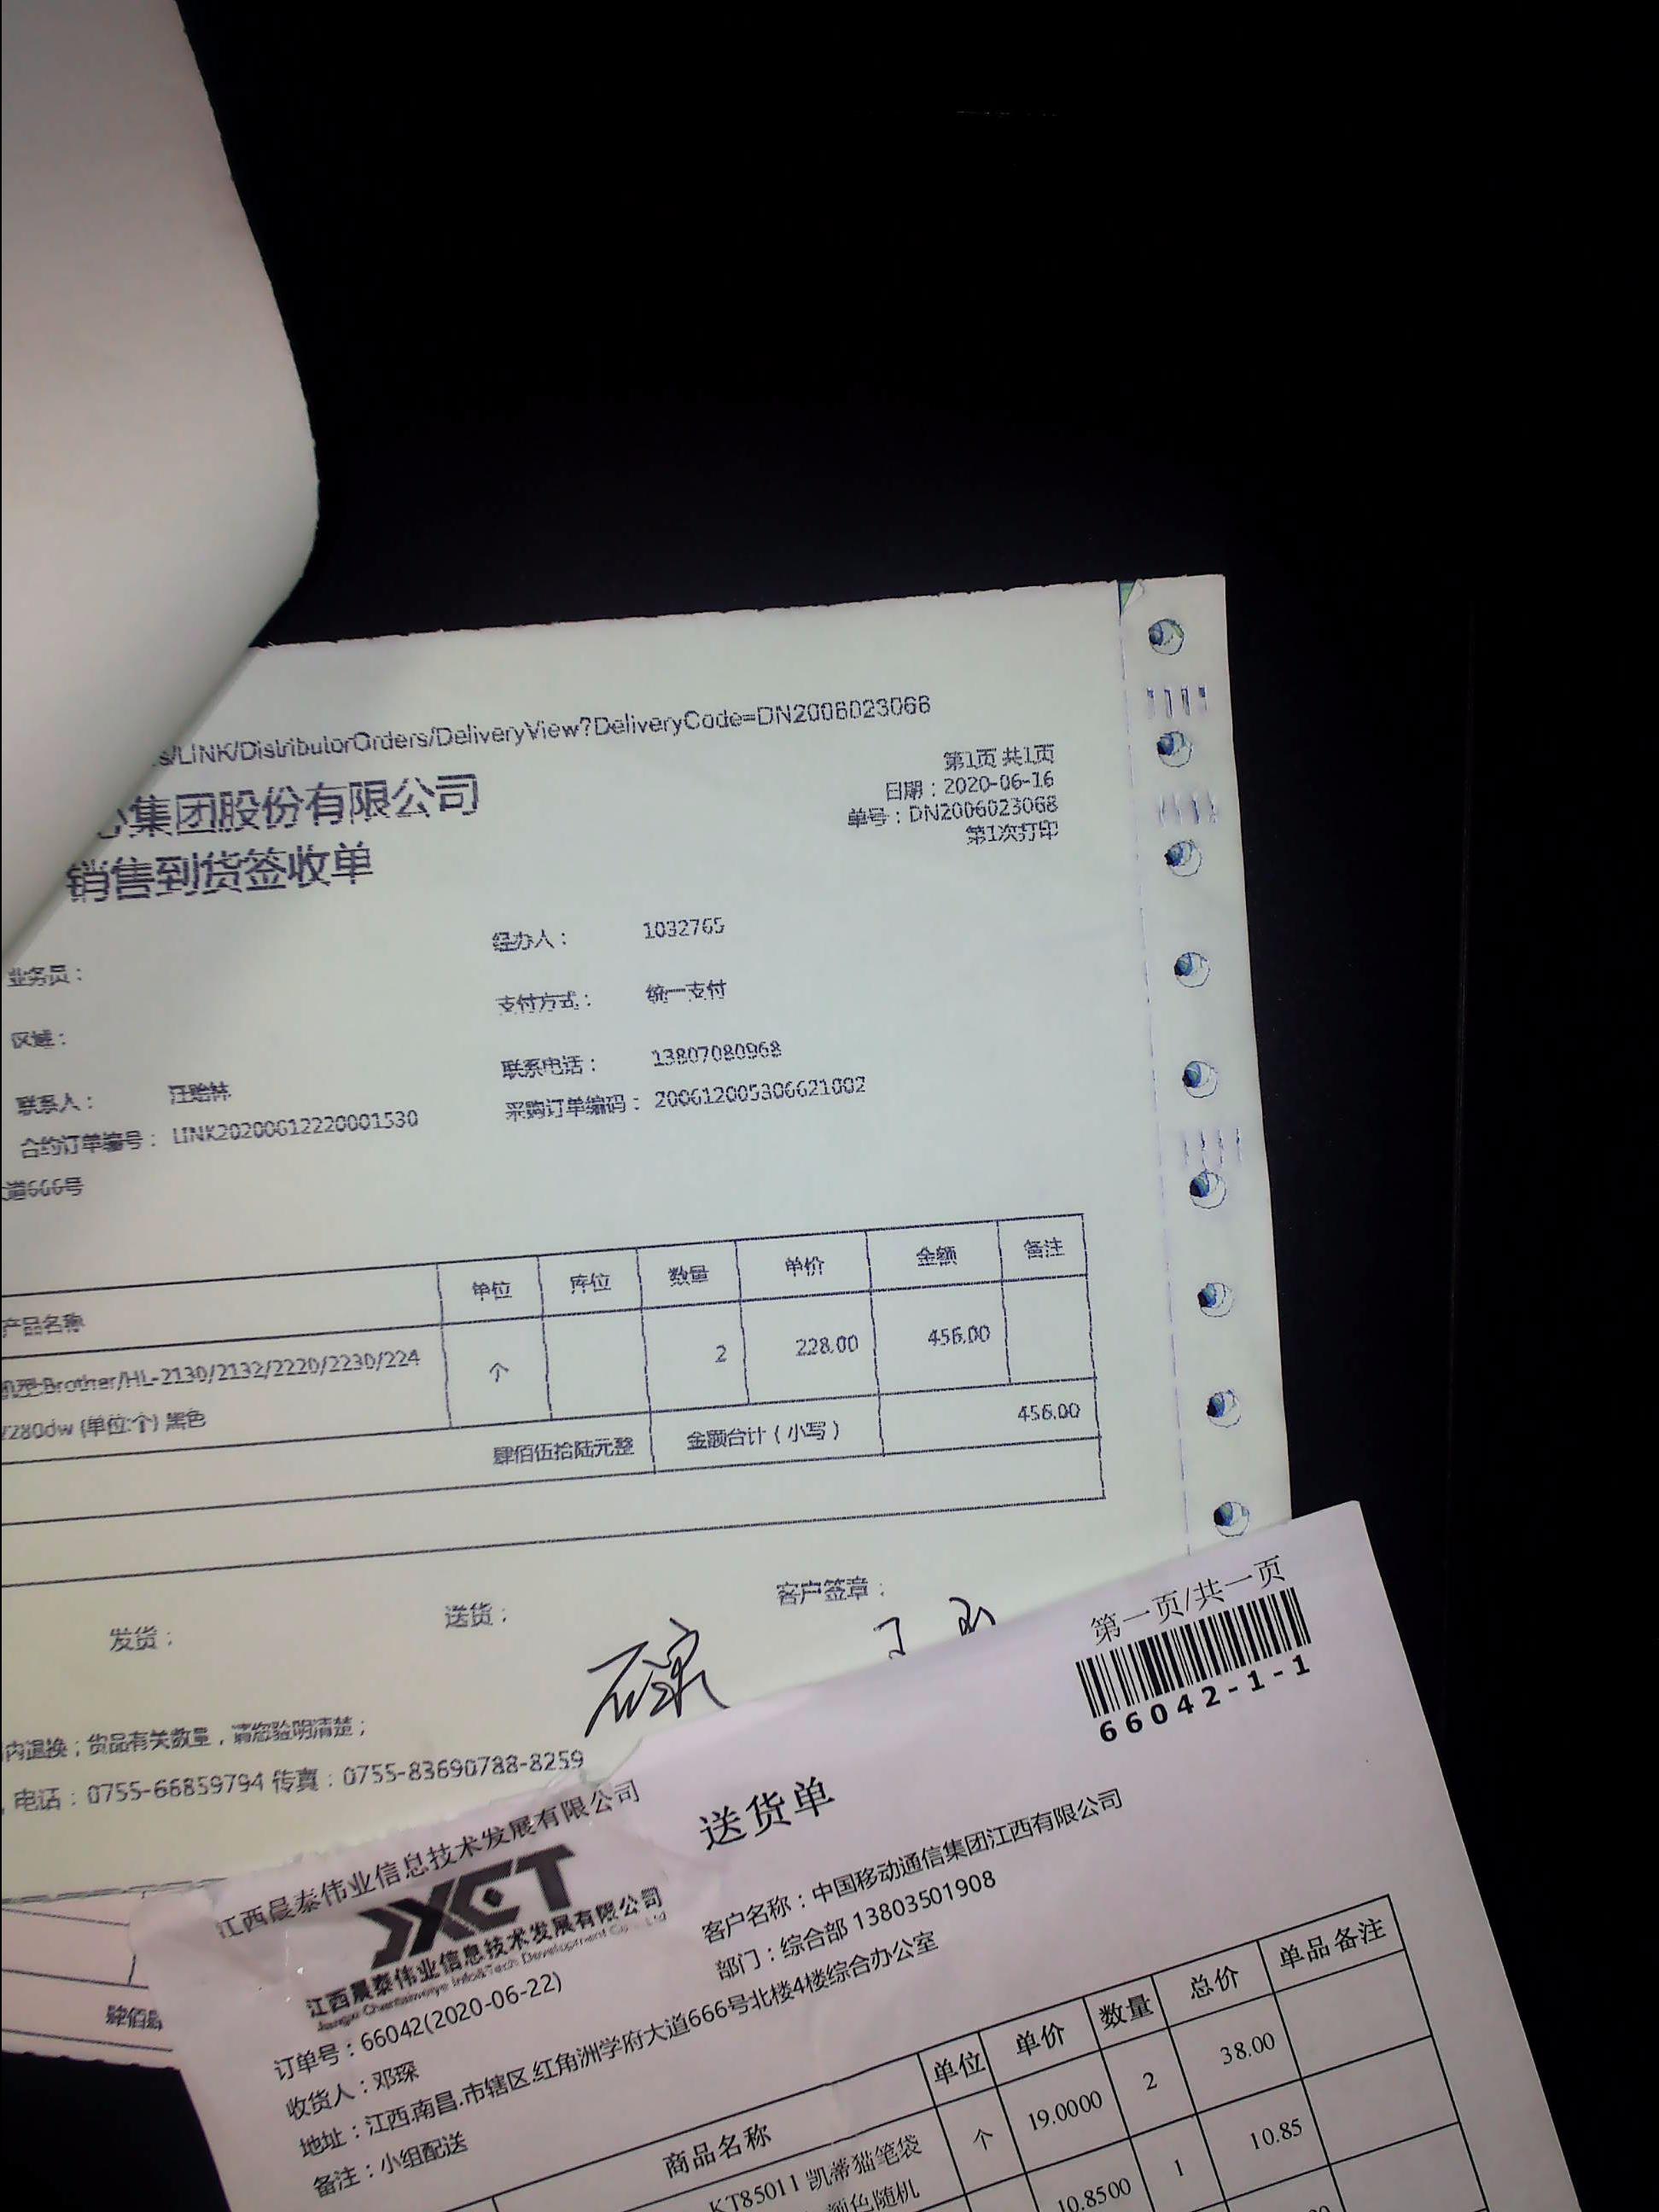 s/LINK/DistributorOrders/DeliveryView?DeliveryCode=DN2006023068
第1页 共1页
日期：2020-06-16
单号：DN2006023068
第1次打印
集团股份有限公司
销售到货签收单
业务员：
经办人： 1032765
区域：
支付方式： 统一支付
联系人： 汪贻林
联系电话： 13807080968
合约订单编号： LINK20200612220001530
采购订单编码： 200612005306621002
道666号
产品名称 单位 库位 数量 单价 金额 备注
Brother/HL-2130/2132/2220/2230/224 个 2 228.00 456.00
2280dw (单位:个) 黑色
肆佰伍拾陆元整 金额合计（小写） 456.00
发货： 送货： 客户签章：
内退换；货品有关数量，请您验明清楚；
电话：0755-66859794 传真：0755-83690788-8259
肆佰
第一页/共一页
66042-1-1
江西晨泰伟业信息技术发展有限公司
送货单
江西晨泰伟业信息技术发展有限公司
订单号：66042(2020-06-22)
客户名称：中国移动通信集团江西有限公司
收货人：邓琛
部门：综合部 13803501908
地址：江西.南昌.市辖区.红角洲学府大道666号北楼4楼综合办公室
备注：小组配送
商品名称 单位 单价 数量 总价 单品备注
KT85011 凯蒂猫笔袋 个 19.0000 2 38.00
颜色随机
10.8500 1 10.85